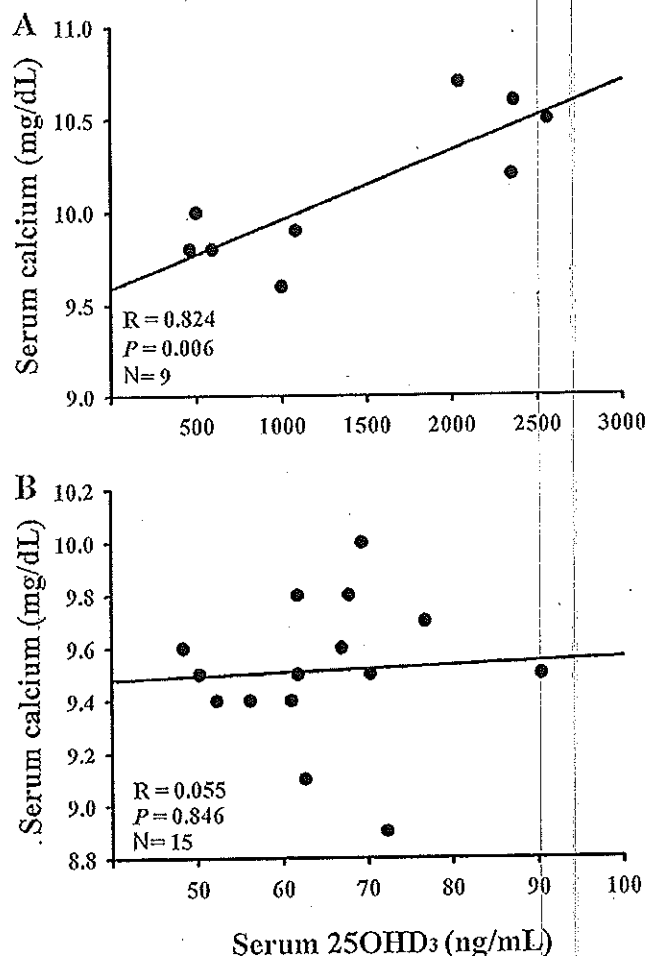 A
Serum calcium (mg/dL)
11.0
10.5
10.0
9.5
9.0
R = 0.824
P = 0.006
N= 9
500 1000 1500 2000 2500 3000
B
.Serum calcium.(mg/dL)
10.2
10.0
9.8
9.6
9.4
9.2
9.0
8.8
R = 0.055
P = 0.846
N= 15
50 60 70 80 90 100
Serum 25OHD₃ (ng/mL)